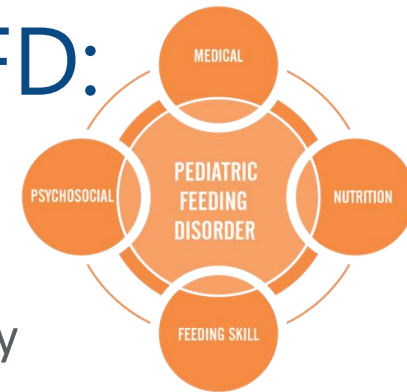 FD:
MEDICAL
PSYCHOSOCIAL
PEDIATRIC
FEEDING
DISORDER
NUTRITION
FEEDING SKILL
y